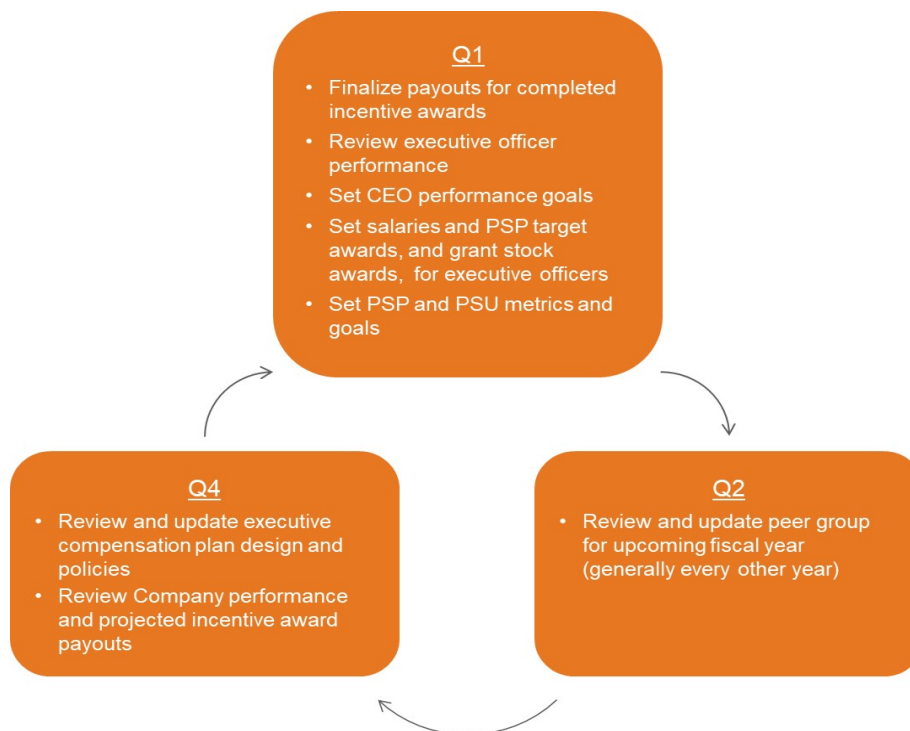 Q1
• Finalize payouts for completed
incentive awards
• Review executive officer
performance
• Set CEO performance goals
• Set salaries and PSP target
awards, and grant stock
awards, for executive officers
• Set PSP and PSU metrics and
goals
Q4
• Review and update executive
compensation plan design and
policies
• Review Company performance
and projected incentive award
payouts
Q2
• Review and update peer group
for upcoming fiscal year
(generally every other year)